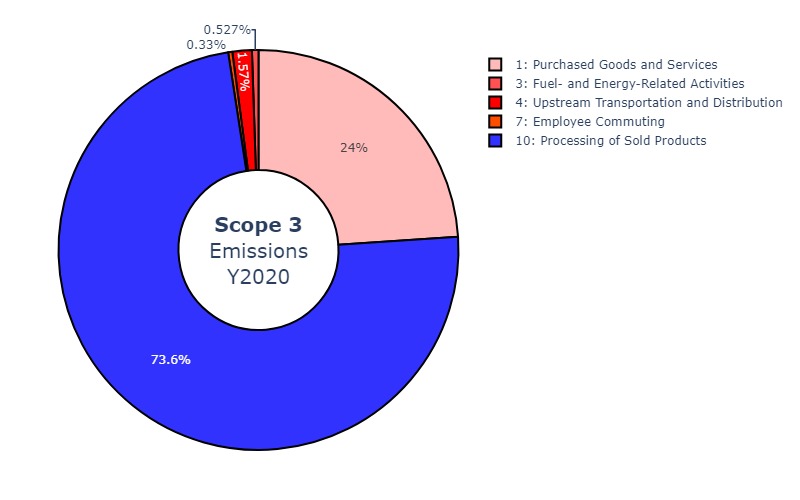 0.527%
0.33%
1.57%
24%
Scope 3
Emissions
Y2020
73.6%
1: Purchased Goods and Services
3: Fuel- and Energy-Related Activities
4: Upstream Transportation and Distribution
7: Employee Commuting
10: Processing of Sold Products